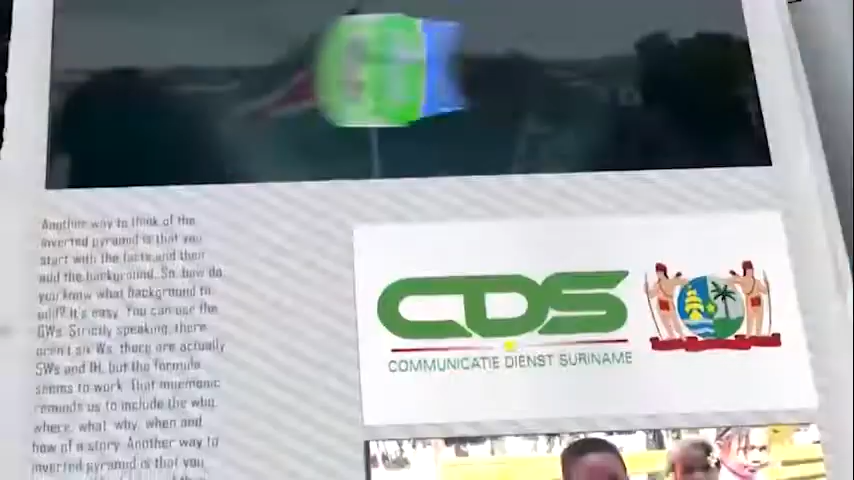 Another way to think of the
inverted pyramid is that you
start with the facts and then
add the background. So, how do
you know what background to
add? It's easy. You can use the
6Ws. Strictly speaking, there
aren't six Ws, there are actually
5Ws and 1H, but the formula
seems to work. That mnemonic
reminds us to include the who,
where, what why, when and
how of a story. Another way to
inverted pyramid is that you
CDS
COMMUNICATIE DIENST SURINAME